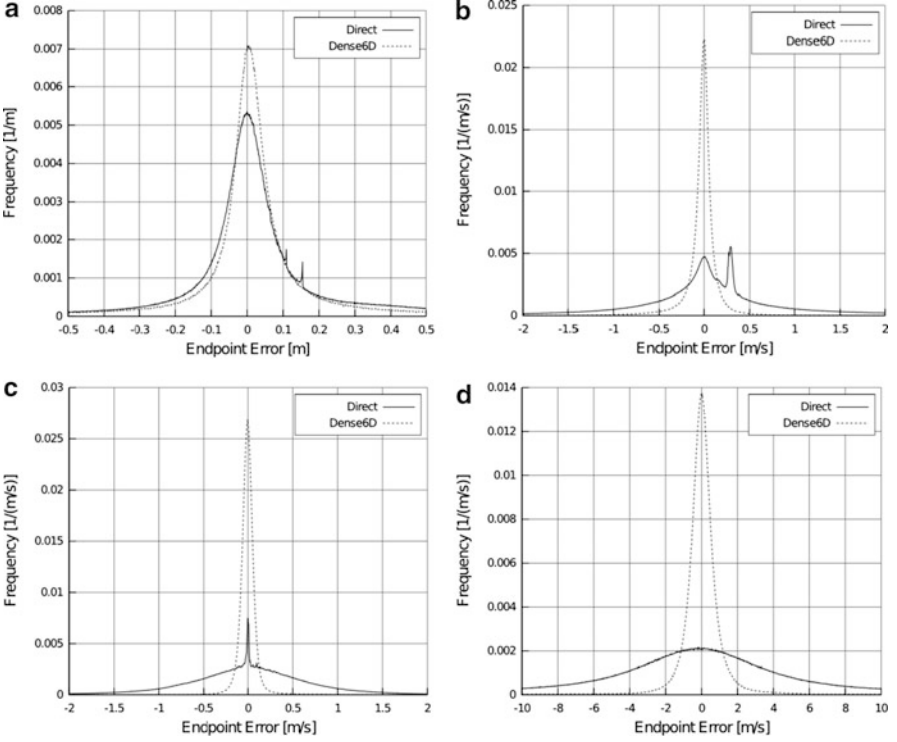 a
0.008
0.007
0.006
0.005
0.004
0.003
0.002
0.001
0
-0.5 -0.4 -0.3 -0.2 -0.1 0 0.1 0.2 0.3 0.4 0.5
Frequency [1/m]
Endpoint Error [m]
Direct
Dense6D
b
0.025
0.02
0.015
0.01
0.005
0
-2 -1.5 -1 -0.5 0 0.5 1 1.5 2
Frequency [1/(m/s)]
Endpoint Error [m/s]
Direct
Dense6D
c
0.03
0.025
0.02
0.015
0.01
0.005
0
-2 -1.5 -1 -0.5 0 0.5 1 1.5 2
Frequency [1/(m/s)]
Endpoint Error [m/s]
Direct
Dense6D
d
0.014
0.012
0.01
0.008
0.006
0.004
0.002
0
-10 -8 -6 -4 -2 0 2 4 6 8 10
Frequency [1/(m/s)]
Endpoint Error [m/s]
Direct
Dense6D